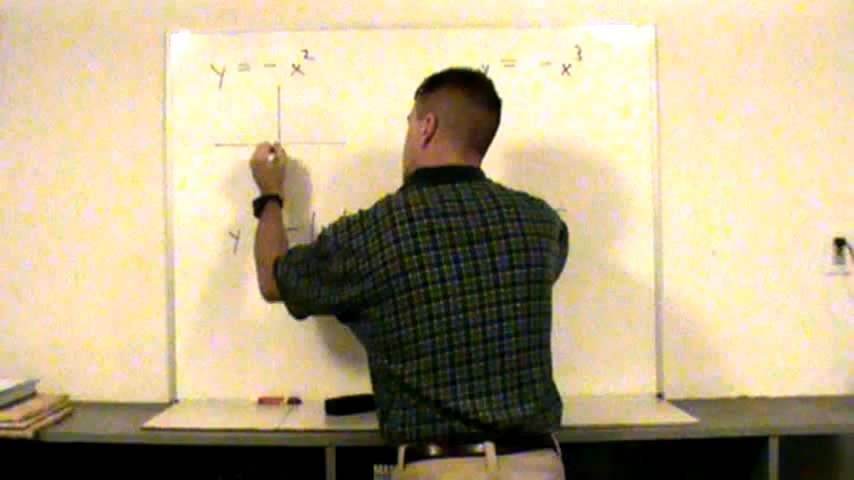 y = - x²
y = - x³
y